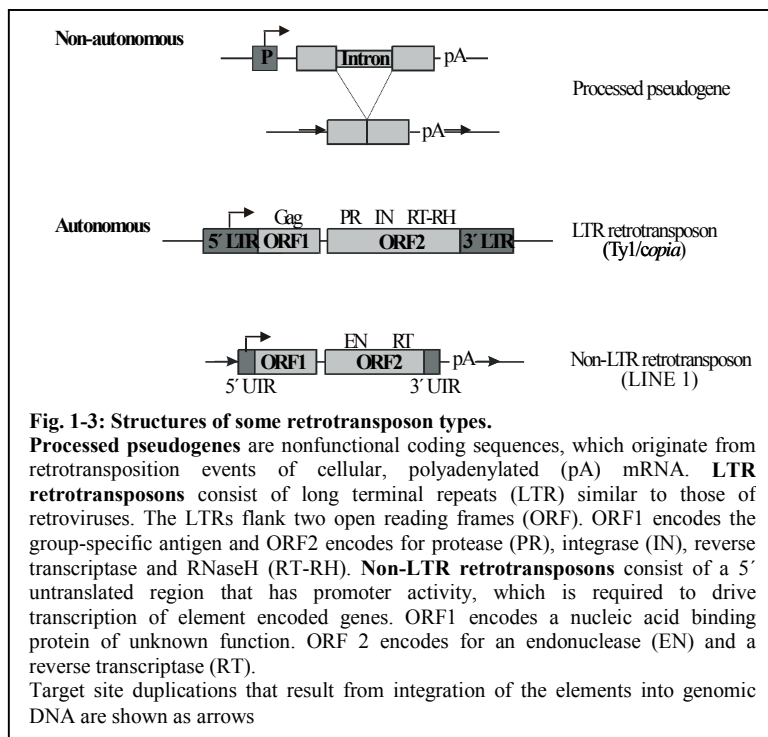 Non-autonomous
P
Intron
pA
Processed pseudogene
pA
Autonomous
Gag
PR IN RT-RH
5´ LTR ORF1 ORF2 3´ LTR
LTR retrotransposon
(Ty1/copia)
EN RT
ORF1 ORF2
pA
5´ UTR 3´ UTR
Non-LTR retrotransposon
(LINE 1)
Fig. 1-3: Structures of some retrotransposon types.
Processed pseudogenes are nonfunctional coding sequences, which originate from
retrotransposition events of cellular, polyadenylated (pA) mRNA. LTR
retrotransposons consist of long terminal repeats (LTR) similar to those of
retroviruses. The LTRs flank two open reading frames (ORF). ORF1 encodes the
group-specific antigen and ORF2 encodes for protease (PR), integrase (IN), reverse
transcriptase and RNaseH (RT-RH). Non-LTR retrotransposons consist of a 5´
untranslated region that has promoter activity, which is required to drive
transcription of element encoded genes. ORF1 encodes a nucleic acid binding
protein of unknown function. ORF 2 encodes for an endonuclease (EN) and a
reverse transcriptase (RT).
Target site duplications that result from integration of the elements into genomic
DNA are shown as arrows